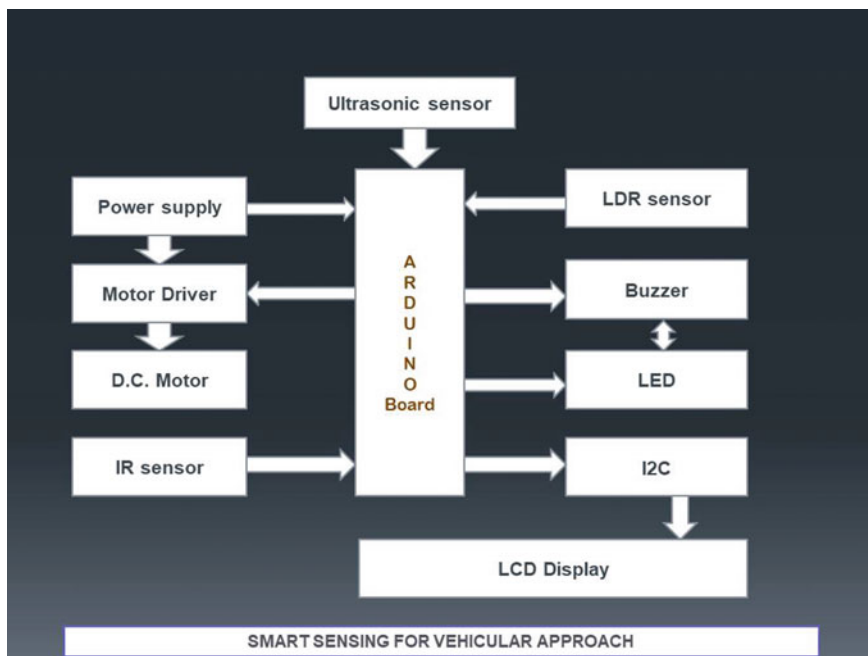 Ultrasonic sensor
Power supply
LDR sensor
ARDUINO
Board
Motor Driver
Buzzer
D.C. Motor
LED
IR sensor
I2C
LCD Display
SMART SENSING FOR VEHICULAR APPROACH